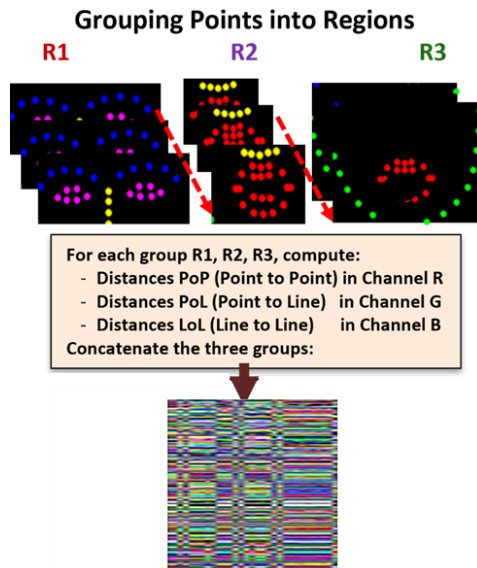 Grouping Points into Regions
R1 R2 R3
For each group R1, R2, R3, compute:
- Distances PoP (Point to Point) in Channel R
- Distances PoL (Point to Line) in Channel G
- Distances LoL (Line to Line) in Channel B
Concatenate the three groups: